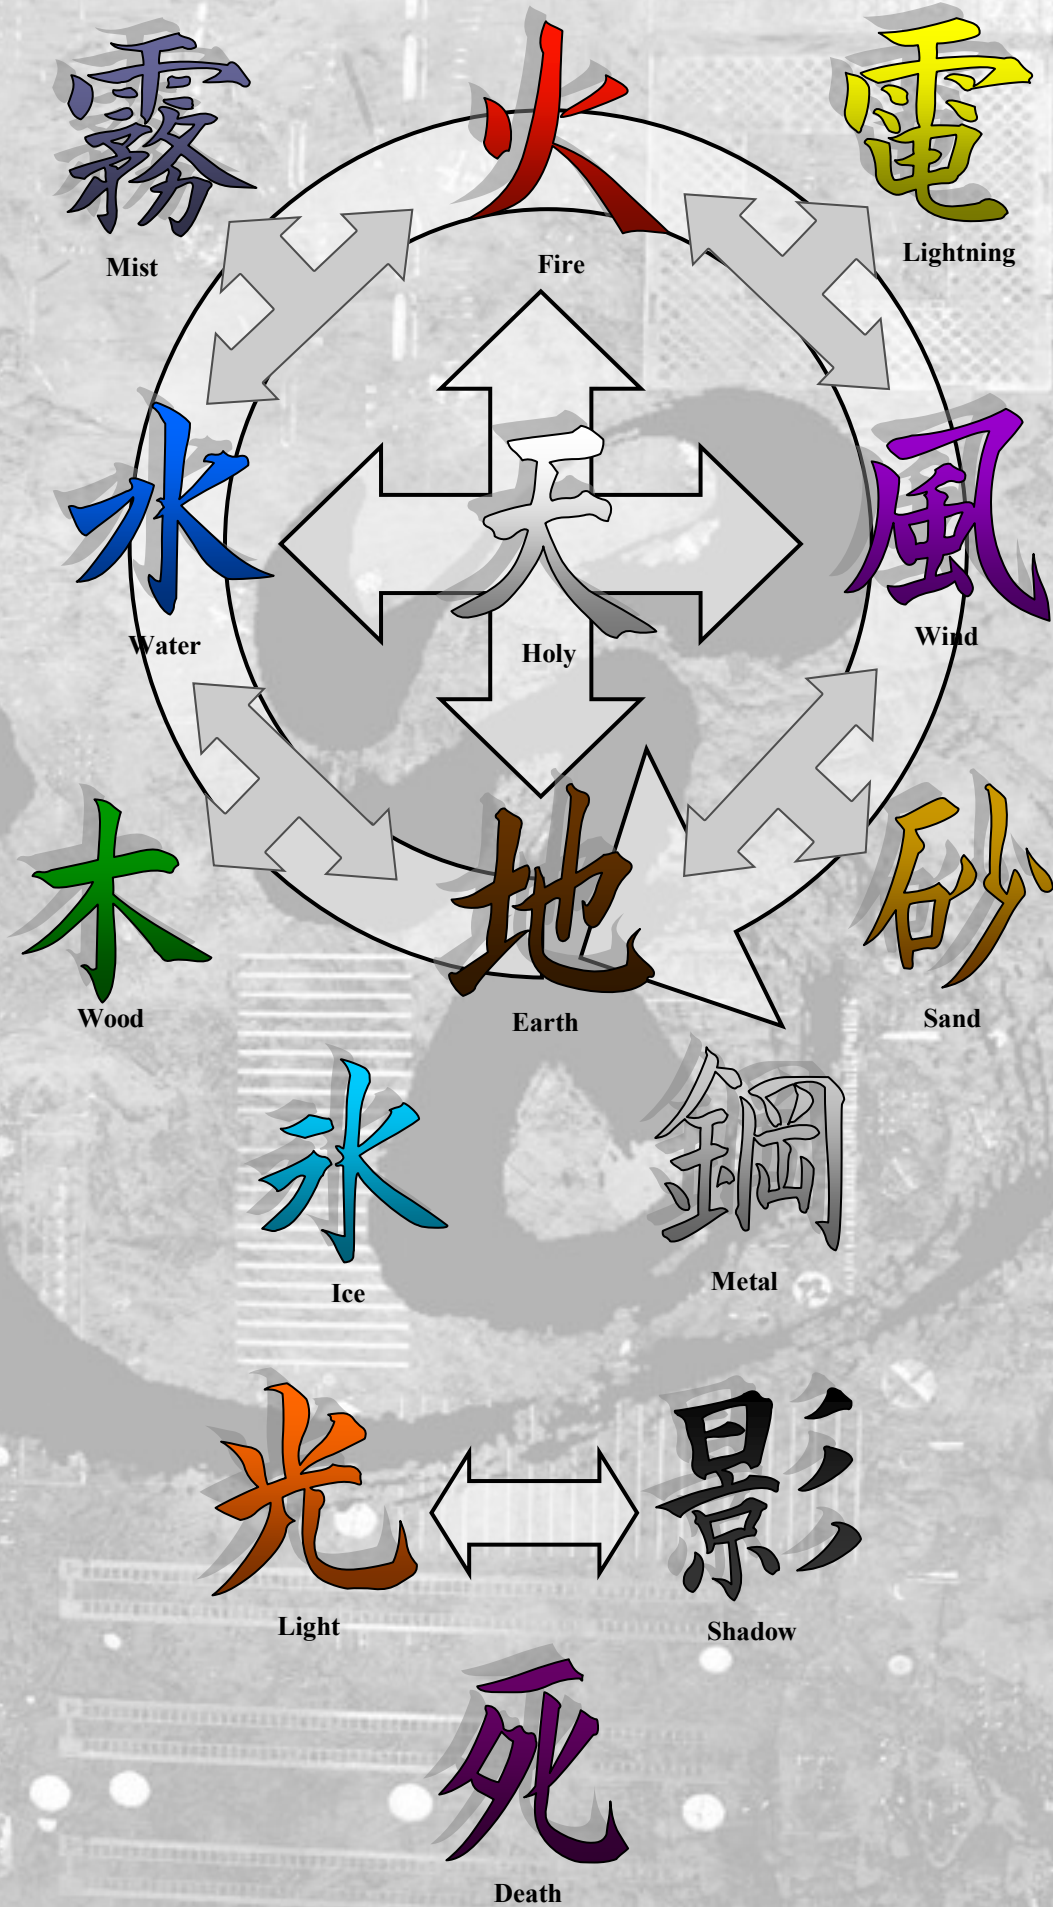 霧 火 電
Mist Fire Lightning
水 天 風
Water Holy Wind
木 地 砂
Wood Earth Sand
氷 鋼
Ice Metal
光 影
Light Shadow
死
Death